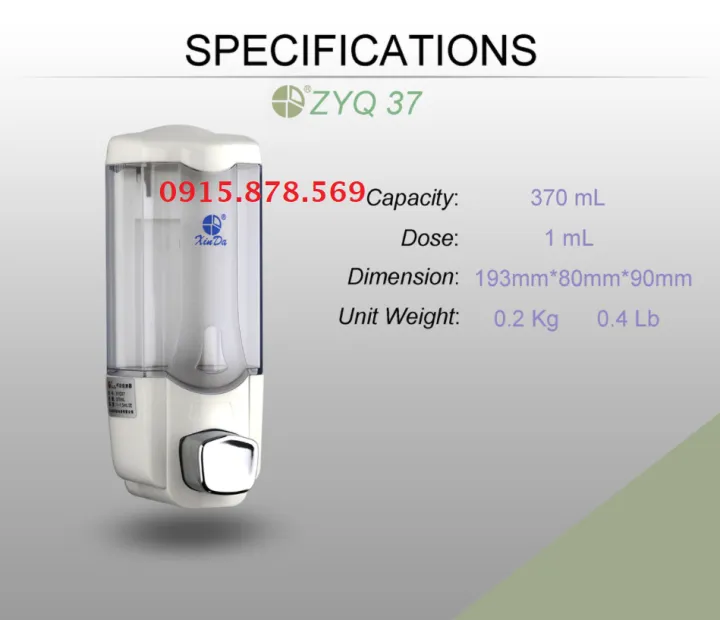 SPECIFICATIONS
®ZYQ 37
0915.878.569
Capacity: 370 mL
Dose: 1 mL
Dimension: 193mm*80mm*90mm
Unit Weight: 0.2 Kg 0.4 Lb
®
XinDa